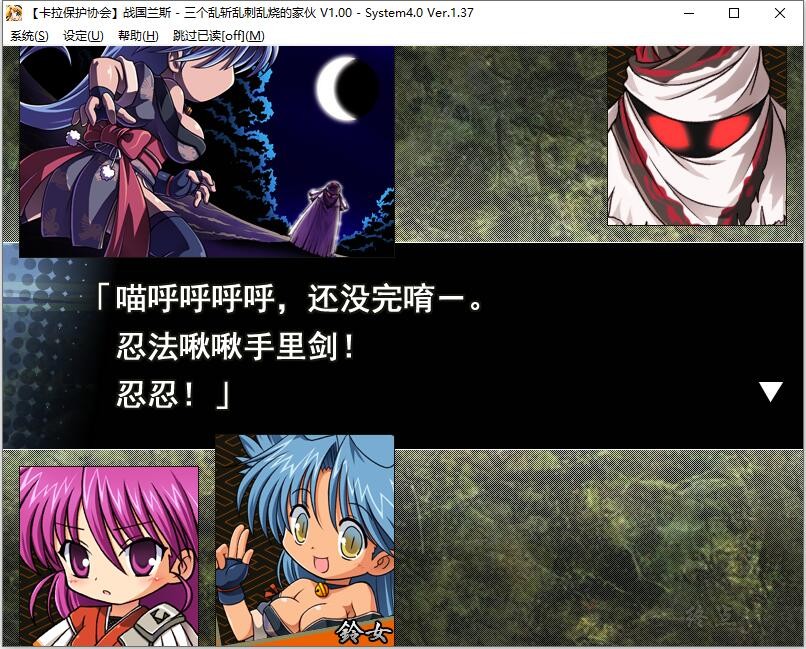 【卡拉保护协会】战国兰斯 - 三个乱斩乱刺乱烧的家伙 V1.00 - System4.0 Ver.1.37
系统(S) 设定(U) 帮助(H) 跳过已读[off](M)
「喵呼呼呼呼，还没完唷－。
忍法啾啾手里剑！
忍忍！」
鈴女